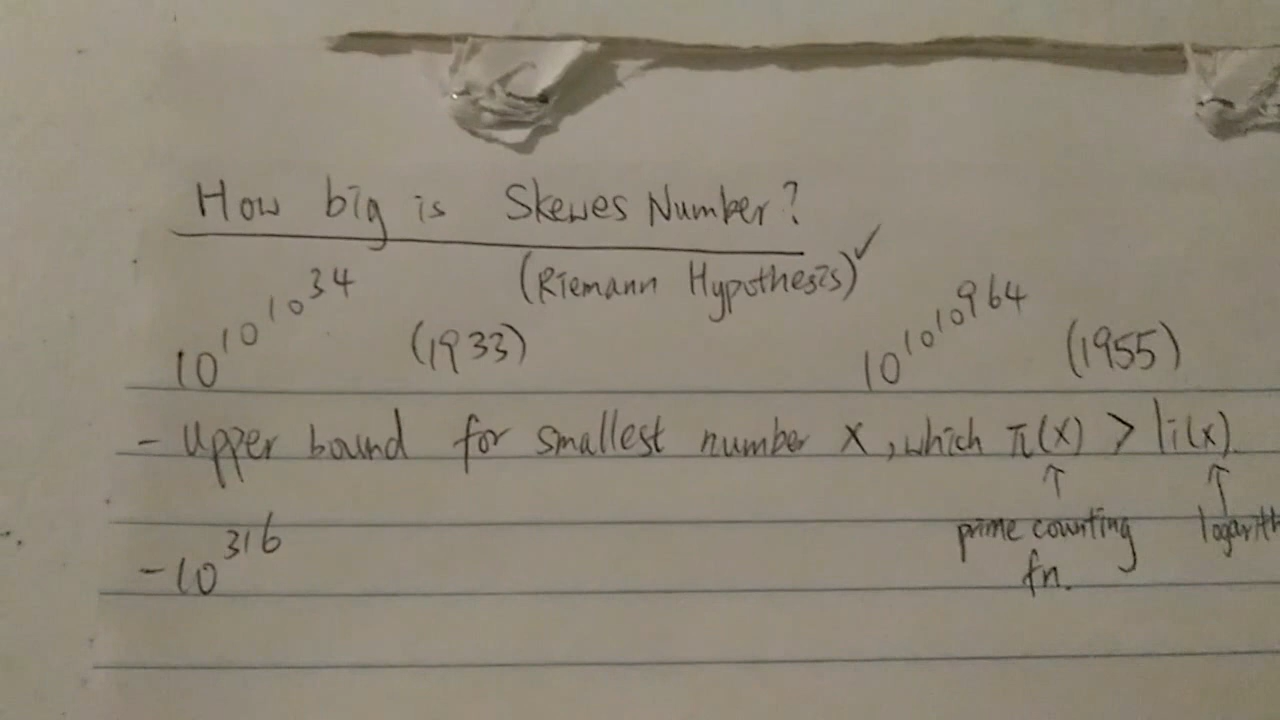 How big is Skewes Number?
(Riemann Hypothesis)✓
10^10^10^34 (1933) 10^10^10^964 (1955)
- Upper bound for smallest number x, which π(x) > li(x).
↑ ↑
prime counting logarith
fn.
- 10^316